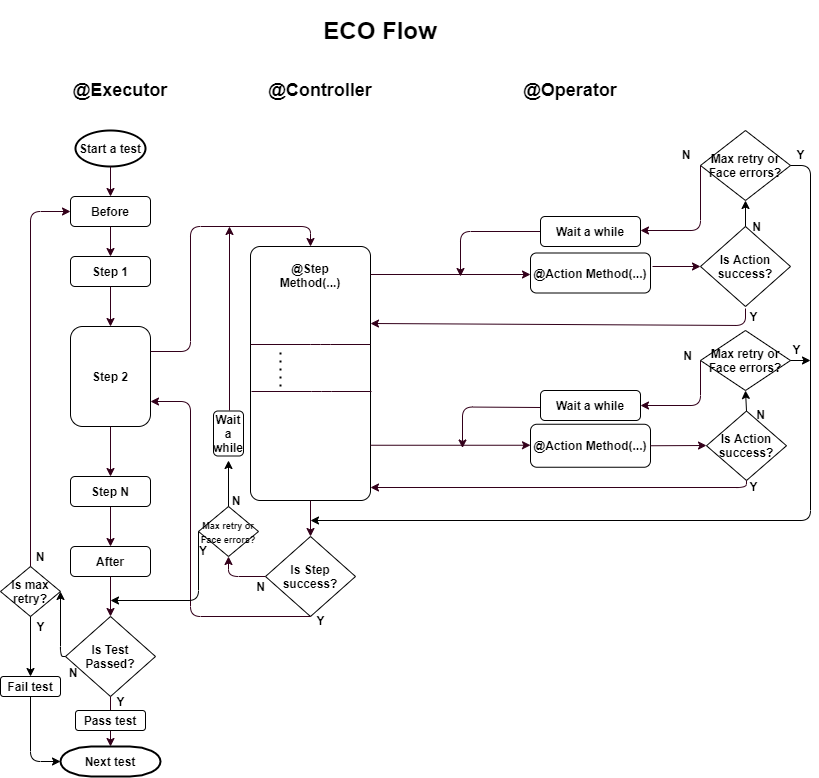 ECO Flow
@Executor
@Controller
@Operator
Start a test
Before
Step 1
Step 2
Step N
After
Is max
retry?
N
Y
Is Test
Passed?
N
Y
Fail test
Pass test
Next test
@Step
Method(...)
Wait
a
while
N
Max retry or
Face errors?
Y
Is Step
success?
N
Y
N
Max retry or
Face errors?
Y
Wait a while
N
@Action Method(...)
Is Action
success?
Y
N
Max retry or
Face errors?
Y
Wait a while
N
@Action Method(...)
Is Action
success?
Y